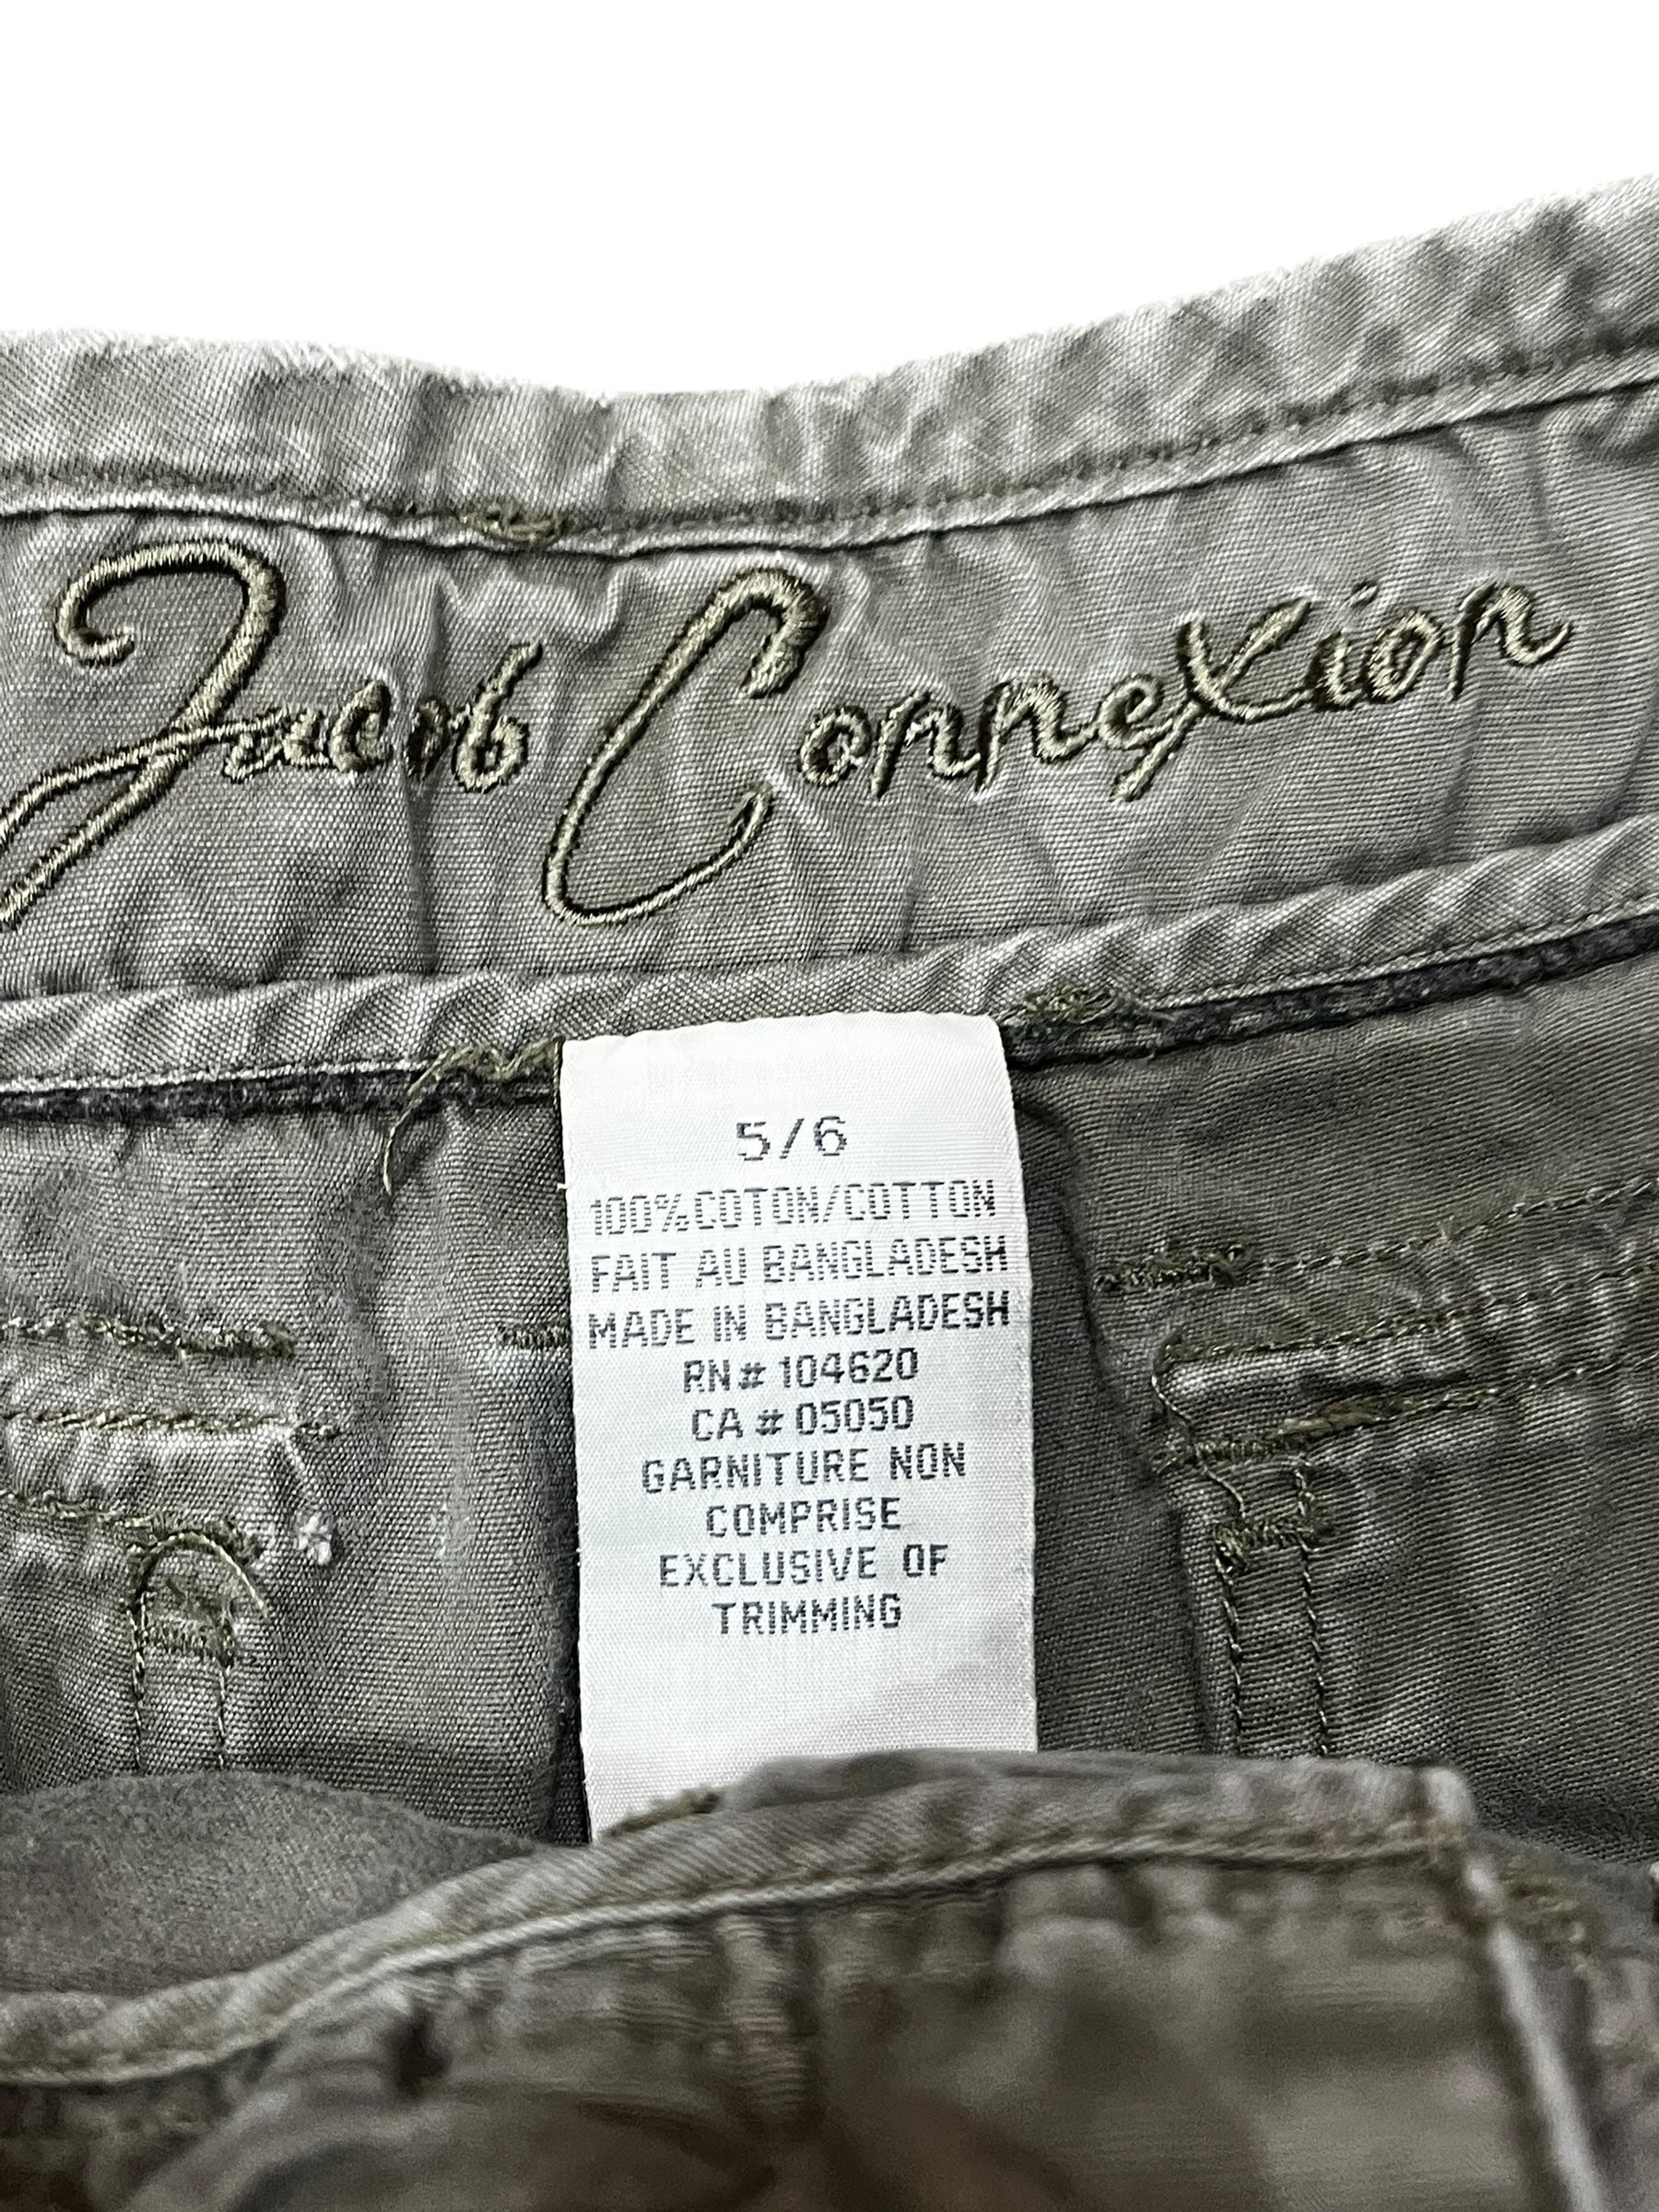 Jacob Connexion
5/6
100%COTON/COTTON
FAIT AU BANGLADESH
MADE IN BANGLADESH
RN# 104620
CA # 05050
GARNITURE NON
COMPRISE
EXCLUSIVE OF
TRIMMING